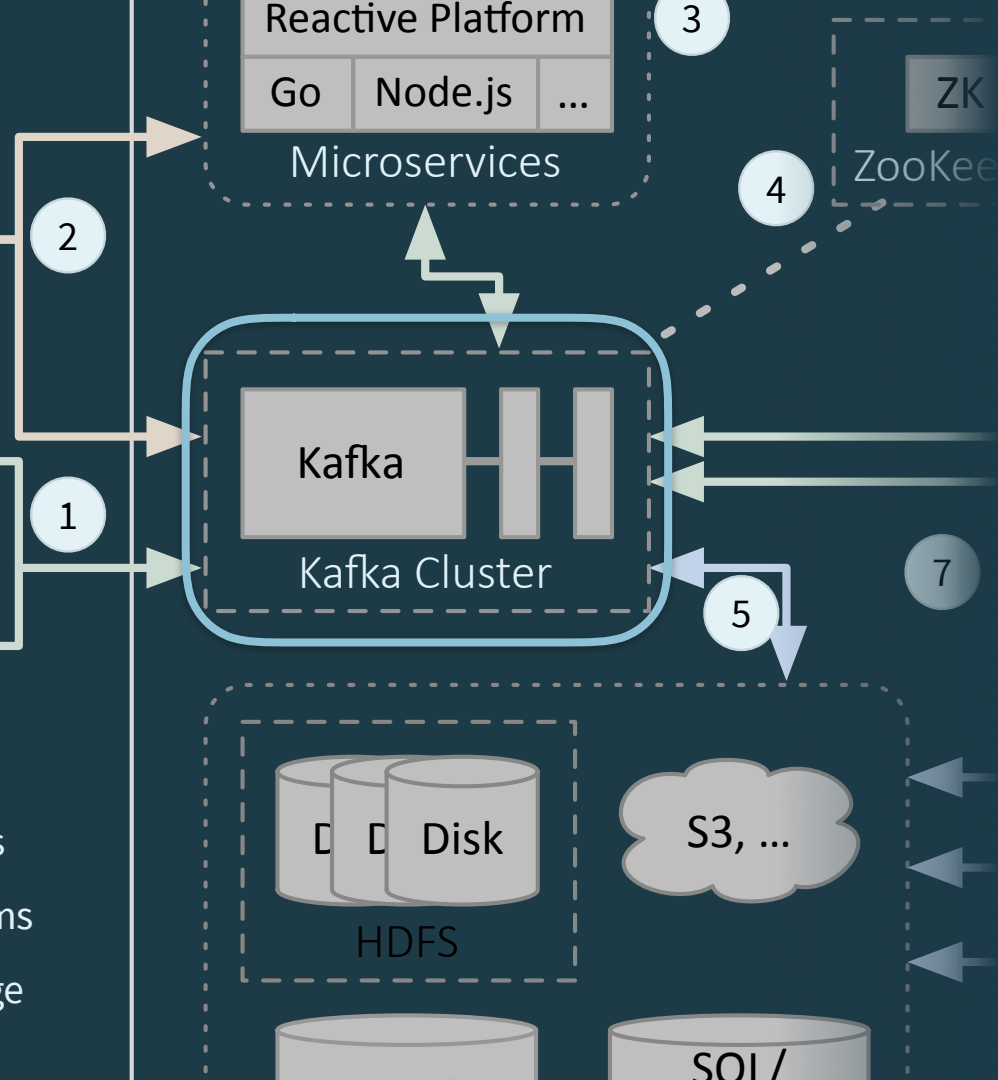 Reactive Platform
3
Go
Node.js
...
ZK
Microservices
ZooKee
4
2
Kafka
1
Kafka Cluster
7
5
D
D
Disk
S3, ...
HDFS
s
ms
ge
SQL/